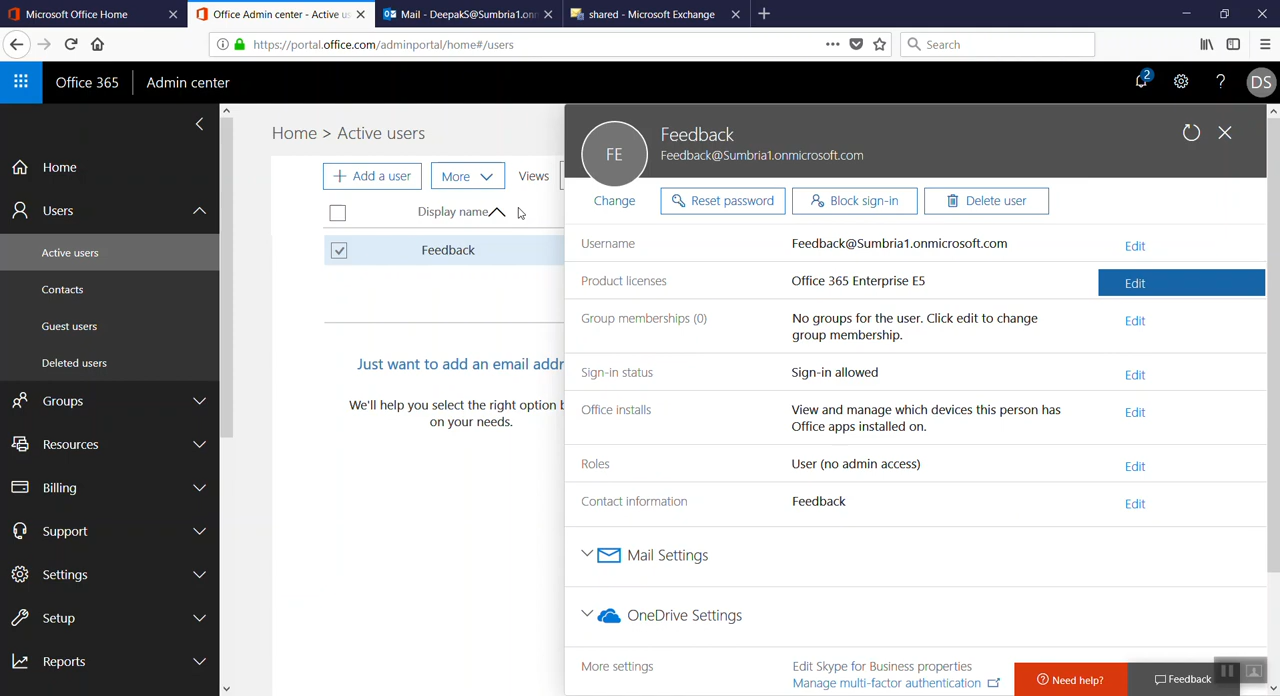 Microsoft Office Home
Office Admin center - Active us
Mail - DeepakS@Sumbria1.onm
shared - Microsoft Exchange
https://portal.office.com/adminportal/home#/users
Search
Office 365
Admin center
2
?
DS
Home
Users
Active users
Contacts
Guest users
Deleted users
Groups
Resources
Billing
Support
Settings
Setup
Reports
Home > Active users
Add a user
More
Views
Display name
Feedback
Just want to add an email addr
We'll help you select the right option b
on your needs.
FE
Feedback
Feedback@Sumbria1.onmicrosoft.com
Change
Reset password
Block sign-in
Delete user
Username
Feedback@Sumbria1.onmicrosoft.com
Edit
Product licenses
Office 365 Enterprise E5
Edit
Group memberships (0)
No groups for the user. Click edit to change
group membership.
Edit
Sign-in status
Sign-in allowed
Edit
Office installs
View and manage which devices this person has
Office apps installed on.
Edit
Roles
User (no admin access)
Edit
Contact information
Feedback
Edit
Mail Settings
OneDrive Settings
More settings
Edit Skype for Business properties
Manage multi-factor authentication
Need help?
Feedback